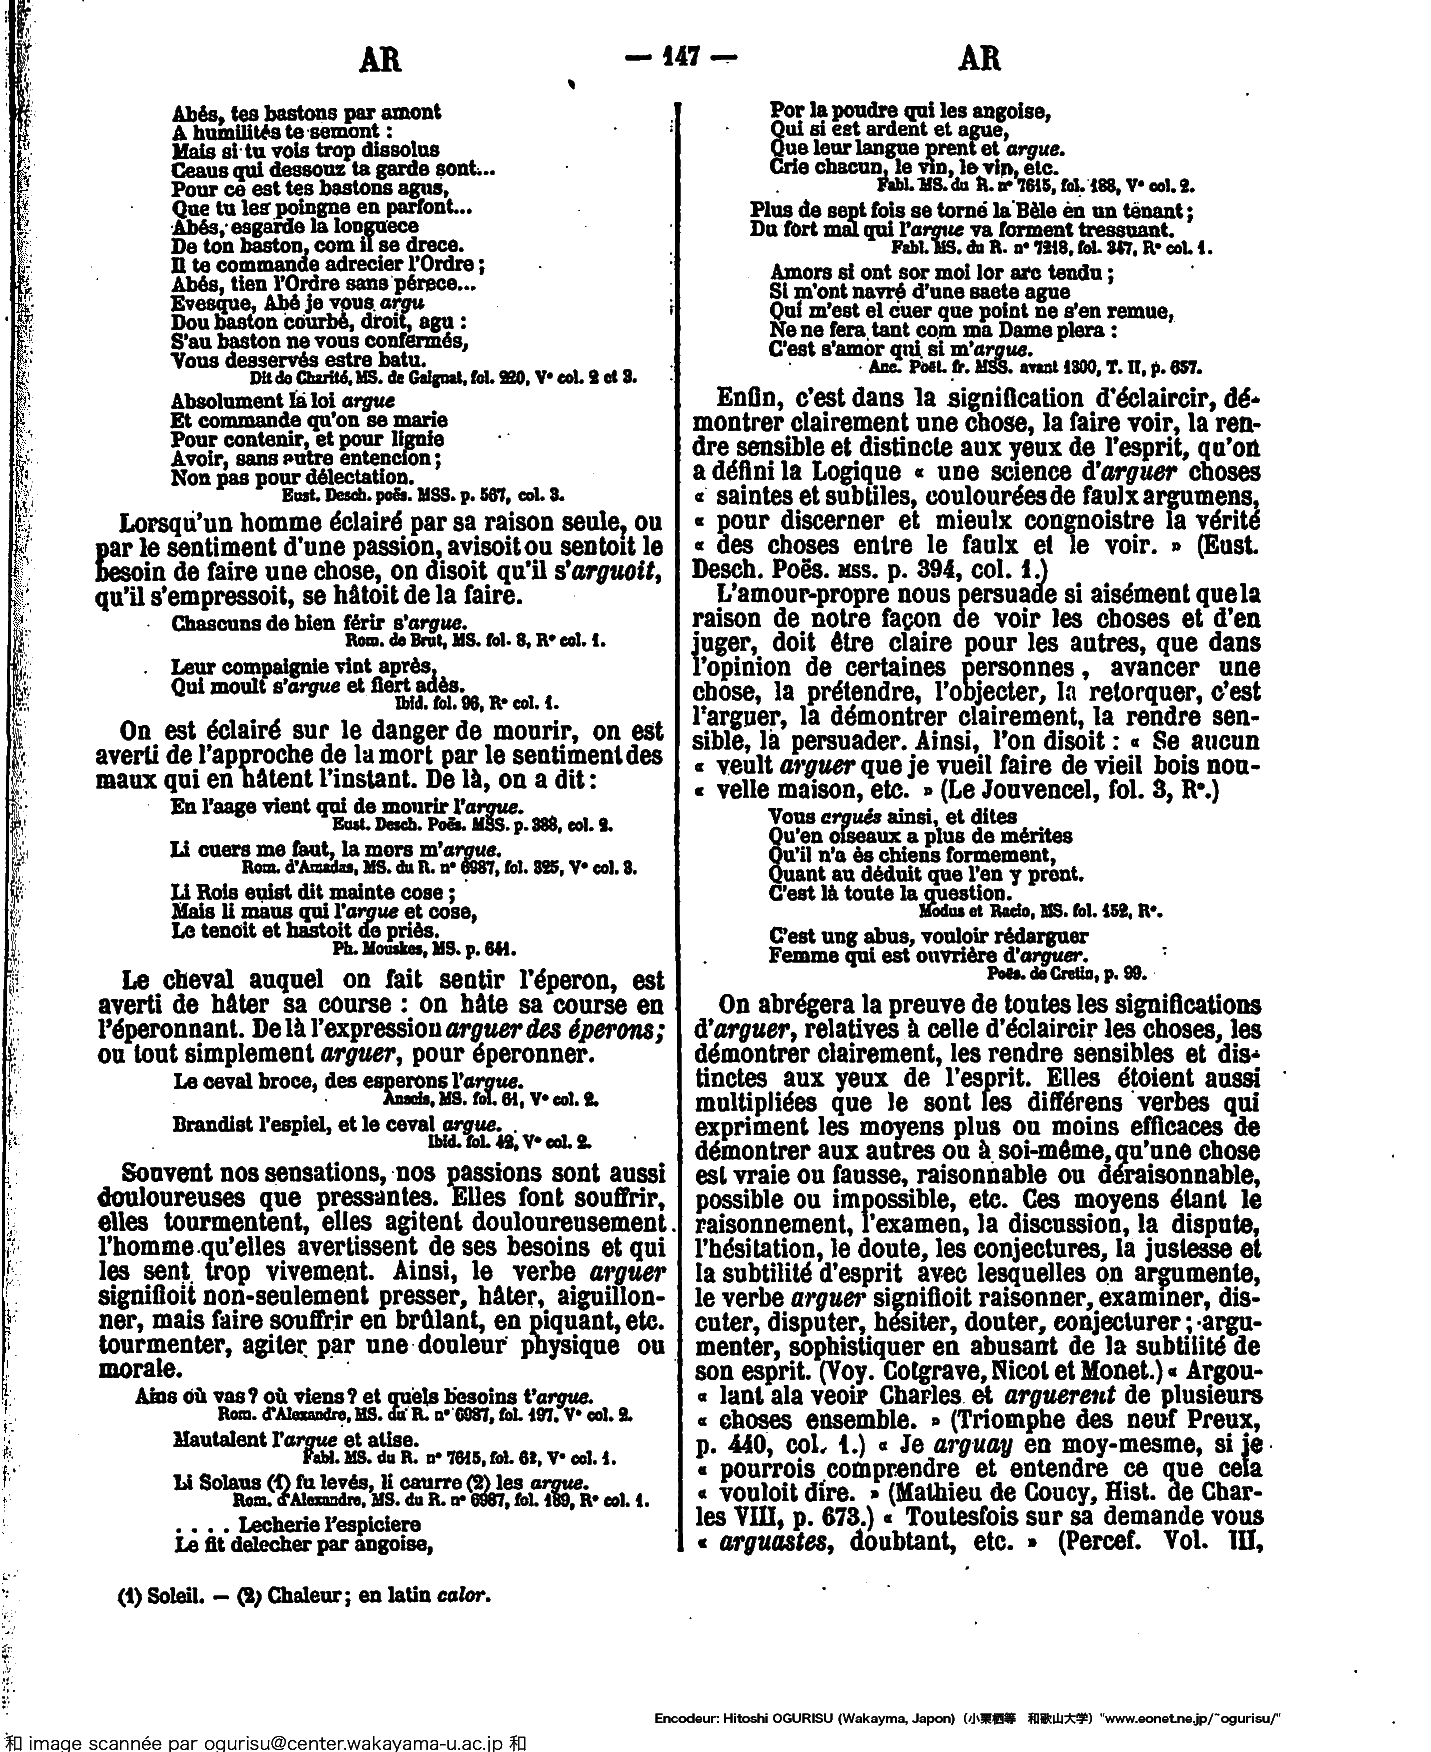 AR
— 147 —
AR
Abés, tes bastons par amont
A humilités te semont :
Mais si tu vois trop dissolus
Ceaus qui dessouz ta garde sont...
Pour ce est tes bastons agus,
Que tu les poingne en parfont...
Abés, esgarde la longuece
De ton baston, com il se drece.
Il te commande adrecier l'Ordre ;
Abés, tien l'Ordre sans pérece...
Evesque, Abé je vous argu
Dou baston courbé, droit, agu :
S'au baston ne vous confermés,
Vous desservés estre batu.
Dit de Charité, MS. de Gaignat, fol. 220, V° col. 2 et 3.
Absolument la loi argue
Et commande qu'on se marie
Pour contenir, et pour lignie
Avoir, sans autre entencion ;
Non pas pour délectation.
Eust. Desch. poës. MSS. p. 567, col. 3.
Lorsqu'un homme éclairé par sa raison seule, ou
par le sentiment d'une passion, avisoit ou sentoit le
besoin de faire une chose, on disoit qu'il s'arguoit,
qu'il s'empressoit, se hâtoit de la faire.
Chascuns de bien férir s'argue.
Rom. de Brut, MS. fol. 8, R° col. 1.
Leur compaignie vint après,
Qui moult s'argue et fiert adès.
Ibid. fol. 96, R° col. 1.
On est éclairé sur le danger de mourir, on est
averti de l'approche de la mort par le sentiment des
maux qui en hâtent l'instant. De là, on a dit :
En l'aage vient qui de mourir l'argue.
Eust. Desch. Poës. MSS. p. 388, col. 2.
Li cuers me faut, la mors m'argue.
Rom. d'Amadas, MS. du R. n° 6987, fol. 325, V° col. 3.
Li Rois euist dit mainte cose ;
Mais li maus qui l'argue et cose,
Le tenoit et hastoit de priès.
Ph. Mouskes, MS. p. 641.
Le cheval auquel on fait sentir l'éperon, est
averti de hâter sa course : on hâte sa course en
l'éperonnant. De là l'expression arguer des éperons;
ou tout simplement arguer, pour éperonner.
Le ceval broce, des esperons l'argue.
Anseis, MS. fol. 61, V° col. 2.
Brandist l'espiel, et le ceval argue.
Ibid. fol. 42, V° col. 2.
Souvent nos sensations, nos passions sont aussi
douloureuses que pressantes. Elles font souffrir,
elles tourmentent, elles agitent douloureusement
l'homme qu'elles avertissent de ses besoins et qui
les sent trop vivement. Ainsi, le verbe arguer
signifioit non-seulement presser, hâter, aiguillon-
ner, mais faire souffrir en brûlant, en piquant, etc.
tourmenter, agiter par une douleur physique ou
morale.
Ains où vas? où viens? et quels besoins t'argue.
Rom. d'Alexandre, MS. du R. n° 6987, fol. 197, V° col. 2.
Mautalent l'argue et atise.
Fabl. MS. du R. n° 7615, fol. 62, V° col. 1.
Li Solaus (1) fu levés, li caurre (2) les argue.
Rom. d'Alexandre, MS. du R. n° 6987, fol. 189, R° col. 1.
. . . . Lecherie l'espiciere
Le fit delecher par angoise,
(1) Soleil. — (2) Chaleur ; en latin calor.
Por la poudre qui les angoise,
Qui si est ardent et ague,
Que leur langue prent et argue.
Crie chacun, le vin, le vin, etc.
Fabl. MS. du R. n° 7615, fol. 188, V° col. 2.
Plus de sept fois se torné la Bèle en un tenant ;
Du fort mal qui l'argue va forment tressuant.
Fabl. MS. du R. n° 7218, fol. 347, R° col. 1.
Amors si ont sor moi lor arc tendu ;
Si m'ont navré d'une saete ague
Qui m'est el cuer que point ne s'en remue,
Ne ne fera tant com ma Dame plera :
C'est s'amor qui si m'argue.
Anc. Poët. fr. MSS. avant 1300, T. II, p. 657.
Enfin, c'est dans la signification d'éclaircir, dé-
montrer clairement une chose, la faire voir, la ren-
dre sensible et distincte aux yeux de l'esprit, qu'on
a défini la Logique « une science d'arguer choses
« saintes et subtiles, coulourées de faulx argumens,
« pour discerner et mieulx congnoistre la vérité
« des choses entre le faulx et le voir. » (Eust.
Desch. Poës. MSS. p. 394, col. 1.)
L'amour-propre nous persuade si aisément que la
raison de notre façon de voir les choses et d'en
juger, doit être claire pour les autres, que dans
l'opinion de certaines personnes, avancer une
chose, la prétendre, l'objecter, la retorquer, c'est
l'arguer, la démontrer clairement, la rendre sen-
sible, la persuader. Ainsi, l'on disoit : « Se aucun
« veult arguer que je vueil faire de vieil bois nou-
« velle maison, etc. » (Le Jouvencel, fol. 3, R°.)
Vous argués ainsi, et dites
Qu'en oiseaux a plus de mérites
Qu'il n'a ès chiens formement,
Quant au déduit que l'en y prent.
C'est là toute la question.
Modus et Racio, MS. fol. 152, R°.
C'est ung abus, vouloir rédarguer
Femme qui est ouvrière d'arguer.
Poës. de Cretin, p. 99.
On abrégera la preuve de toutes les significations
d'arguer, relatives à celle d'éclaircir les choses, les
démontrer clairement, les rendre sensibles et dis-
tinctes aux yeux de l'esprit. Elles étoient aussi
multipliées que le sont les différens verbes qui
expriment les moyens plus ou moins efficaces de
démontrer aux autres ou à soi-même, qu'une chose
est vraie ou fausse, raisonnable ou déraisonnable,
possible ou impossible, etc. Ces moyens étant le
raisonnement, l'examen, la discussion, la dispute,
l'hésitation, le doute, les conjectures, la justesse et
la subtilité d'esprit avec lesquelles on argumente,
le verbe arguer signifioit raisonner, examiner, dis-
cuter, disputer, hésiter, douter, conjecturer ; argu-
menter, sophistiquer en abusant de la subtilité de
son esprit. (Voy. Cotgrave, Nicot et Monet.) « Argou-
« lant ala veoir Charles et arguerent de plusieurs
« choses ensemble. » (Triomphe des neuf Preux,
p. 440, col. 1.) « Je arguay en moy-mesme, si je
« pourrois comprendre et entendre ce que cela
« vouloit dire. » (Mathieu de Coucy, Hist. de Char-
les VIII, p. 673.) « Toutesfois sur sa demande vous
« arguastes, doubtant, etc. » (Percef. Vol. III,
Encodeur: Hitoshi OGURISU (Wakayma, Japon) (小栗栖等 和歌山大学) "www.eonet.ne.jp/~ogurisu/"
和 image scannée par ogurisu@center.wakayama-u.ac.jp 和